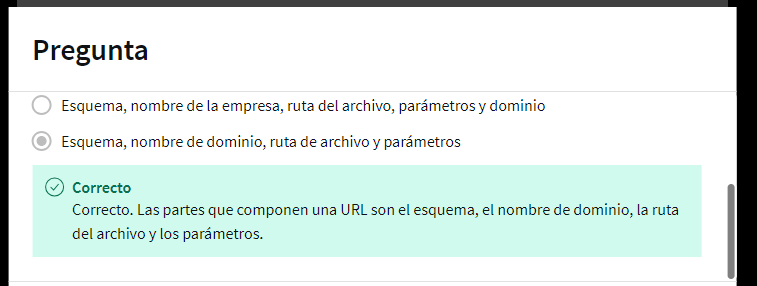 Pregunta
Esquema, nombre de la empresa, ruta del archivo, parámetros y dominio
Esquema, nombre de dominio, ruta de archivo y parámetros
Correcto
Correcto. Las partes que componen una URL son el esquema, el nombre de dominio, la ruta
del archivo y los parámetros.